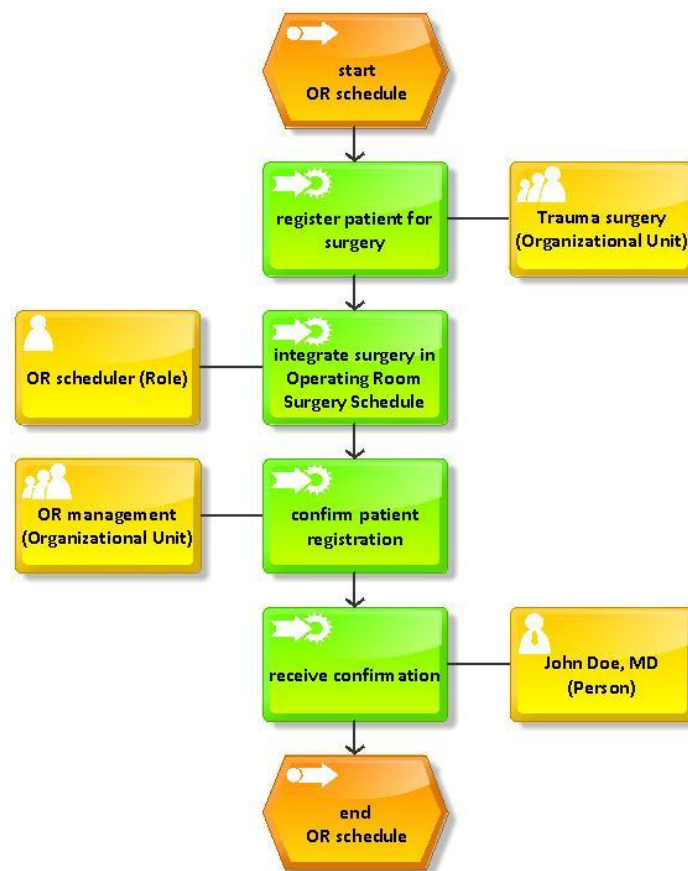 start
OR schedule
register patient for
surgery
Trauma surgery
(Organizational Unit)
OR scheduler (Role)
integrate surgery in
Operating Room
Surgery Schedule
OR management
(Organizational Unit)
confirm patient
registration
receive confirmation
John Doe, MD
(Person)
end
OR schedule